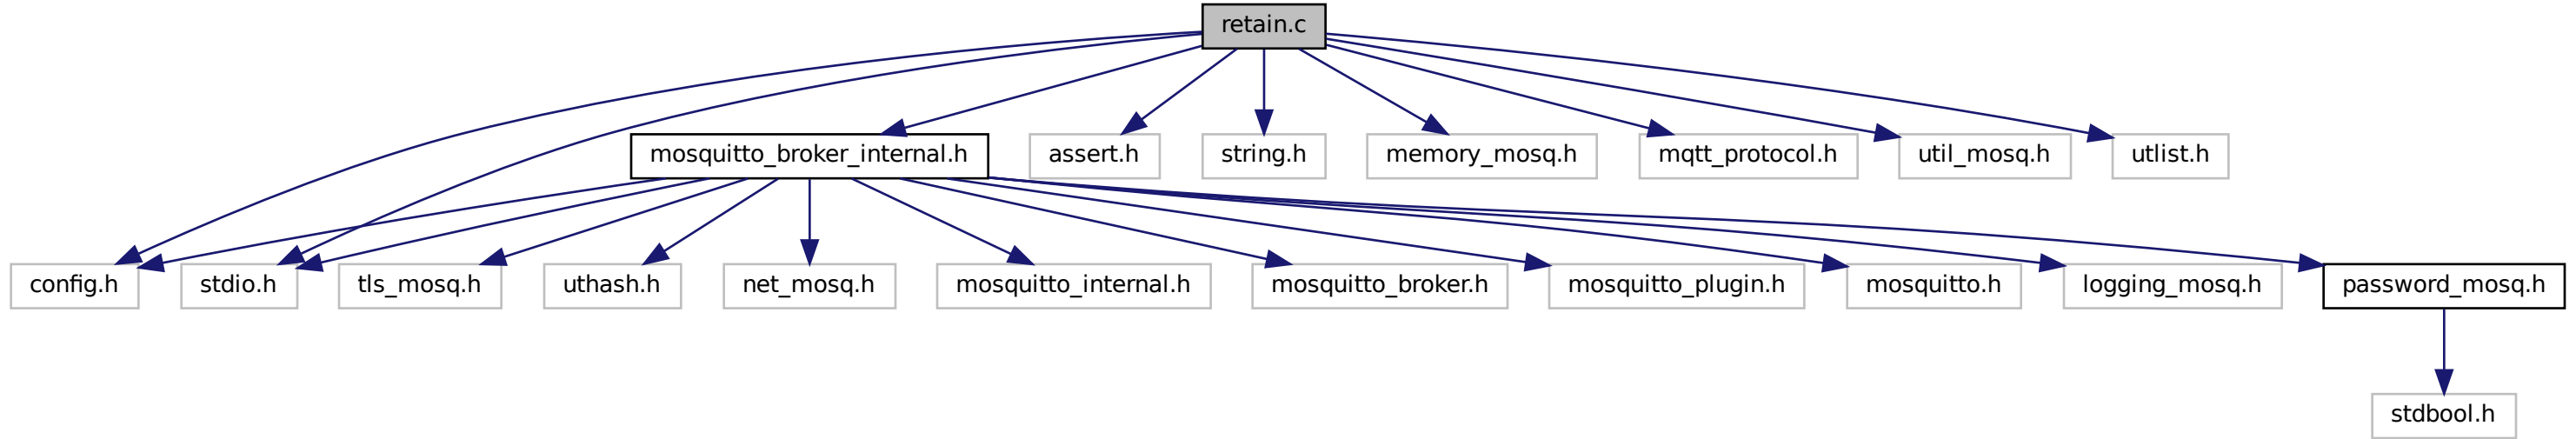 retain.c
mosquitto_broker_internal.h
assert.h
string.h
memory_mosq.h
mqtt_protocol.h
util_mosq.h
utlist.h
config.h
stdio.h
tls_mosq.h
uthash.h
net_mosq.h
mosquitto_internal.h
mosquitto_broker.h
mosquitto_plugin.h
mosquitto.h
logging_mosq.h
password_mosq.h
stdbool.h